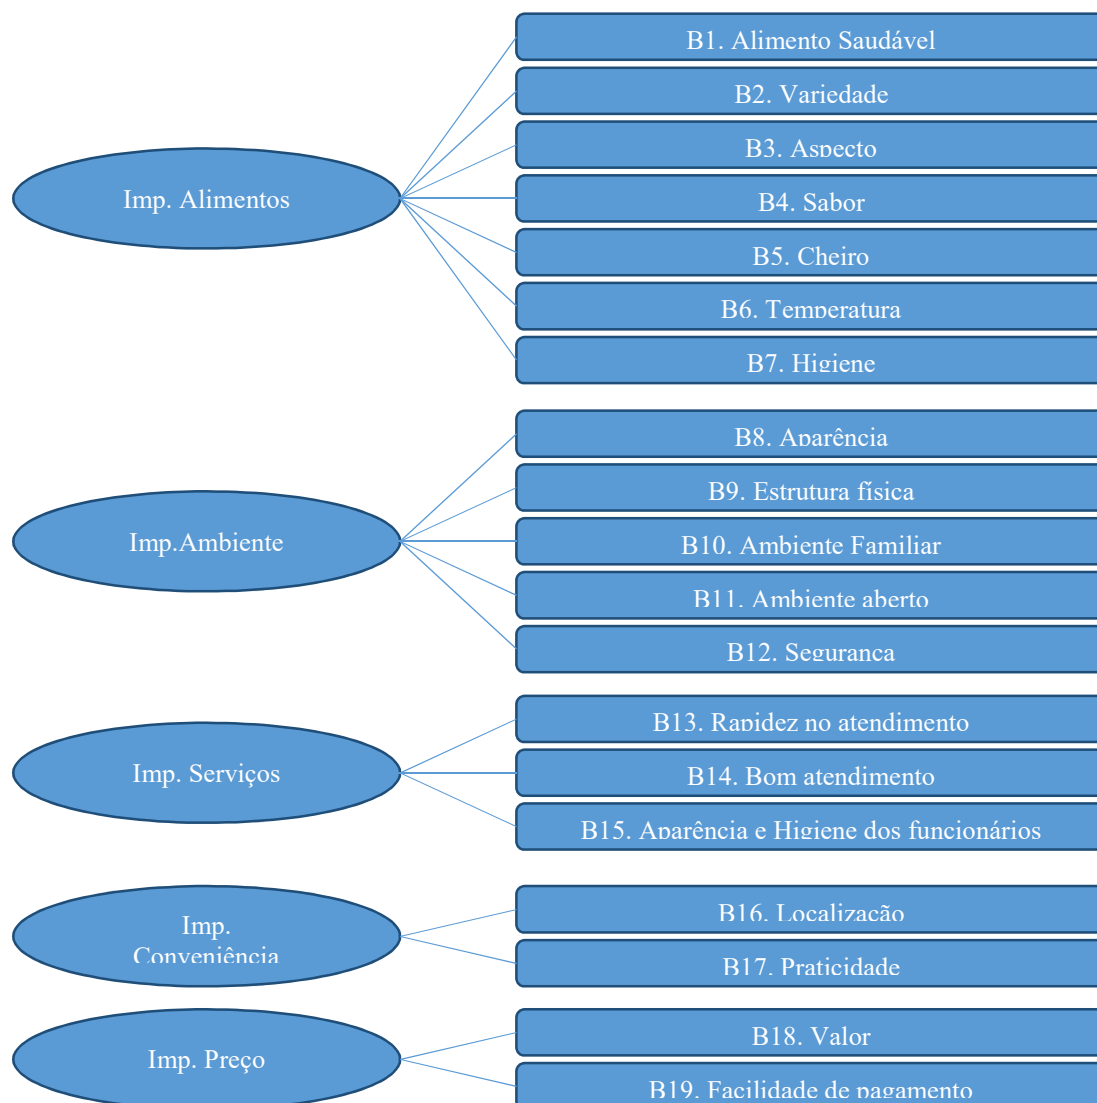 Imp. Alimentos
B1. Alimento Saudável
B2. Variedade
B3. Aspecto
B4. Sabor
B5. Cheiro
B6. Temperatura
B7. Higiene
Imp.Ambiente
B8. Aparência
B9. Estrutura física
B10. Ambiente Familiar
B11. Ambiente aberto
B12. Segurança
Imp. Serviços
B13. Rapidez no atendimento
B14. Bom atendimento
B15. Aparência e Higiene dos funcionários
Imp.
Conveniência
B16. Localização
B17. Praticidade
Imp. Preço
B18. Valor
B19. Facilidade de pagamento